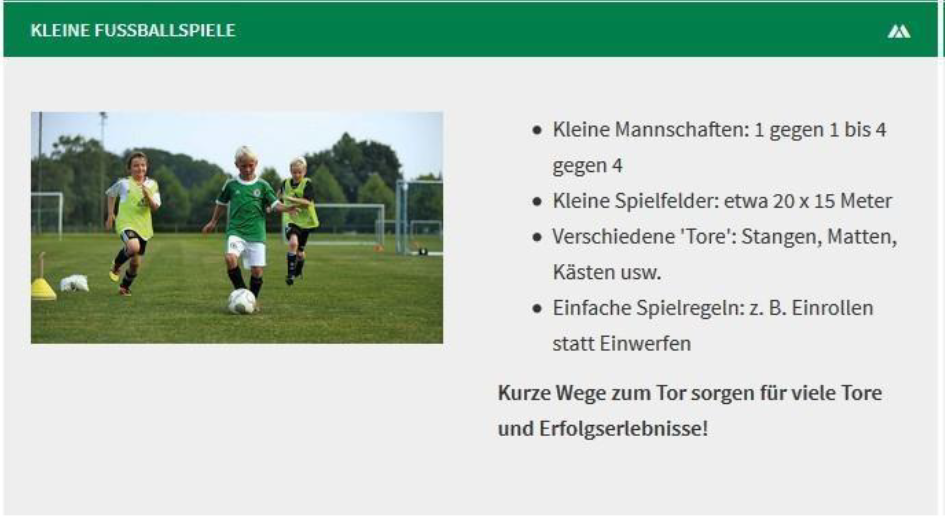 KLEINE FUSSBALLSPIELE
• Kleine Mannschaften: 1 gegen 1 bis 4
gegen 4
• Kleine Spielfelder: etwa 20 x 15 Meter
• Verschiedene 'Tore': Stangen, Matten,
Kästen usw.
• Einfache Spielregeln: z. B. Einrollen
statt Einwerfen
Kurze Wege zum Tor sorgen für viele Tore
und Erfolgserlebnisse!